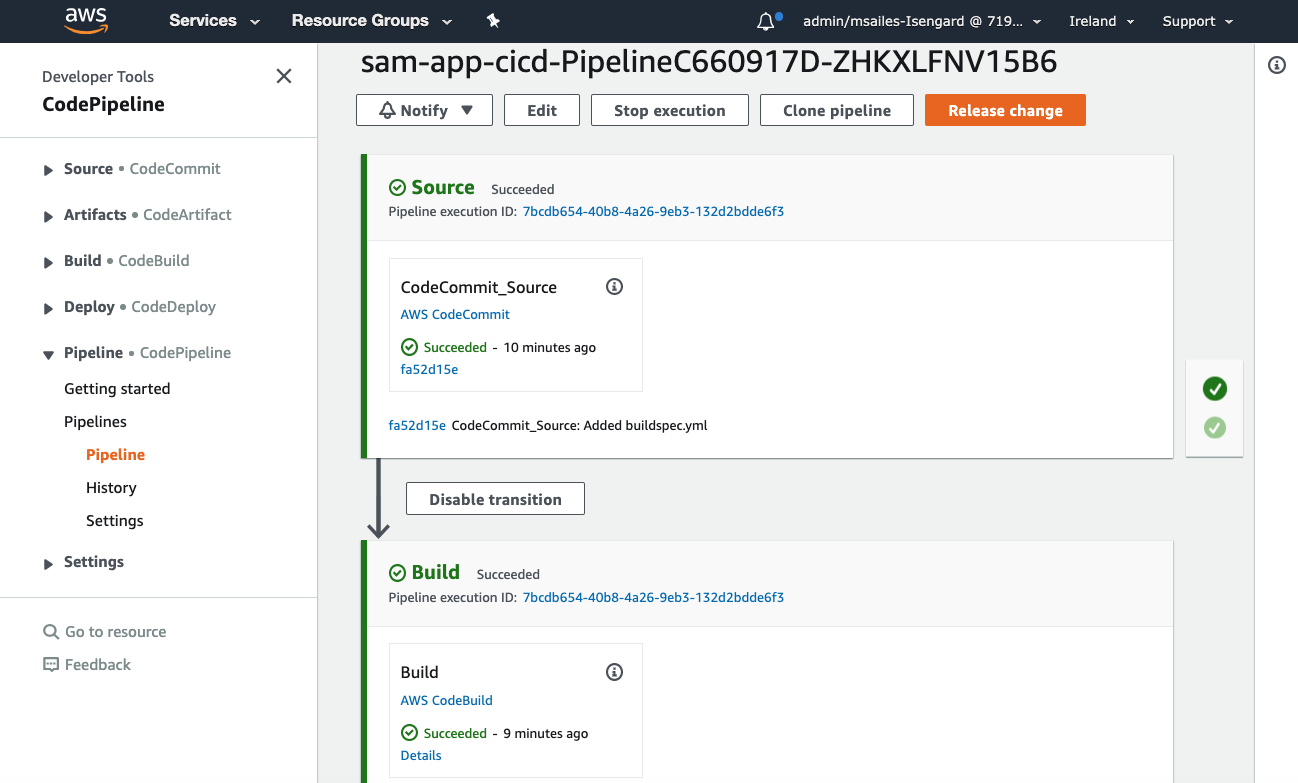 aws
Services
Resource Groups
admin/msailes-Isengard @ 719...
Ireland
Support
Developer Tools
CodePipeline
Source • CodeCommit
Artifacts • CodeArtifact
Build • CodeBuild
Deploy • CodeDeploy
Pipeline • CodePipeline
Getting started
Pipelines
Pipeline
History
Settings
Settings
Go to resource
Feedback
sam-app-cicd-PipelineC660917D-ZHKXLFNV15B6
Notify
Edit
Stop execution
Clone pipeline
Release change
Source Succeeded
Pipeline execution ID: 7bcdb654-40b8-4a26-9eb3-132d2bdde6f3
CodeCommit_Source
AWS CodeCommit
Succeeded - 10 minutes ago
fa52d15e
fa52d15e CodeCommit_Source: Added buildspec.yml
Disable transition
Build Succeeded
Pipeline execution ID: 7bcdb654-40b8-4a26-9eb3-132d2bdde6f3
Build
AWS CodeBuild
Succeeded - 9 minutes ago
Details